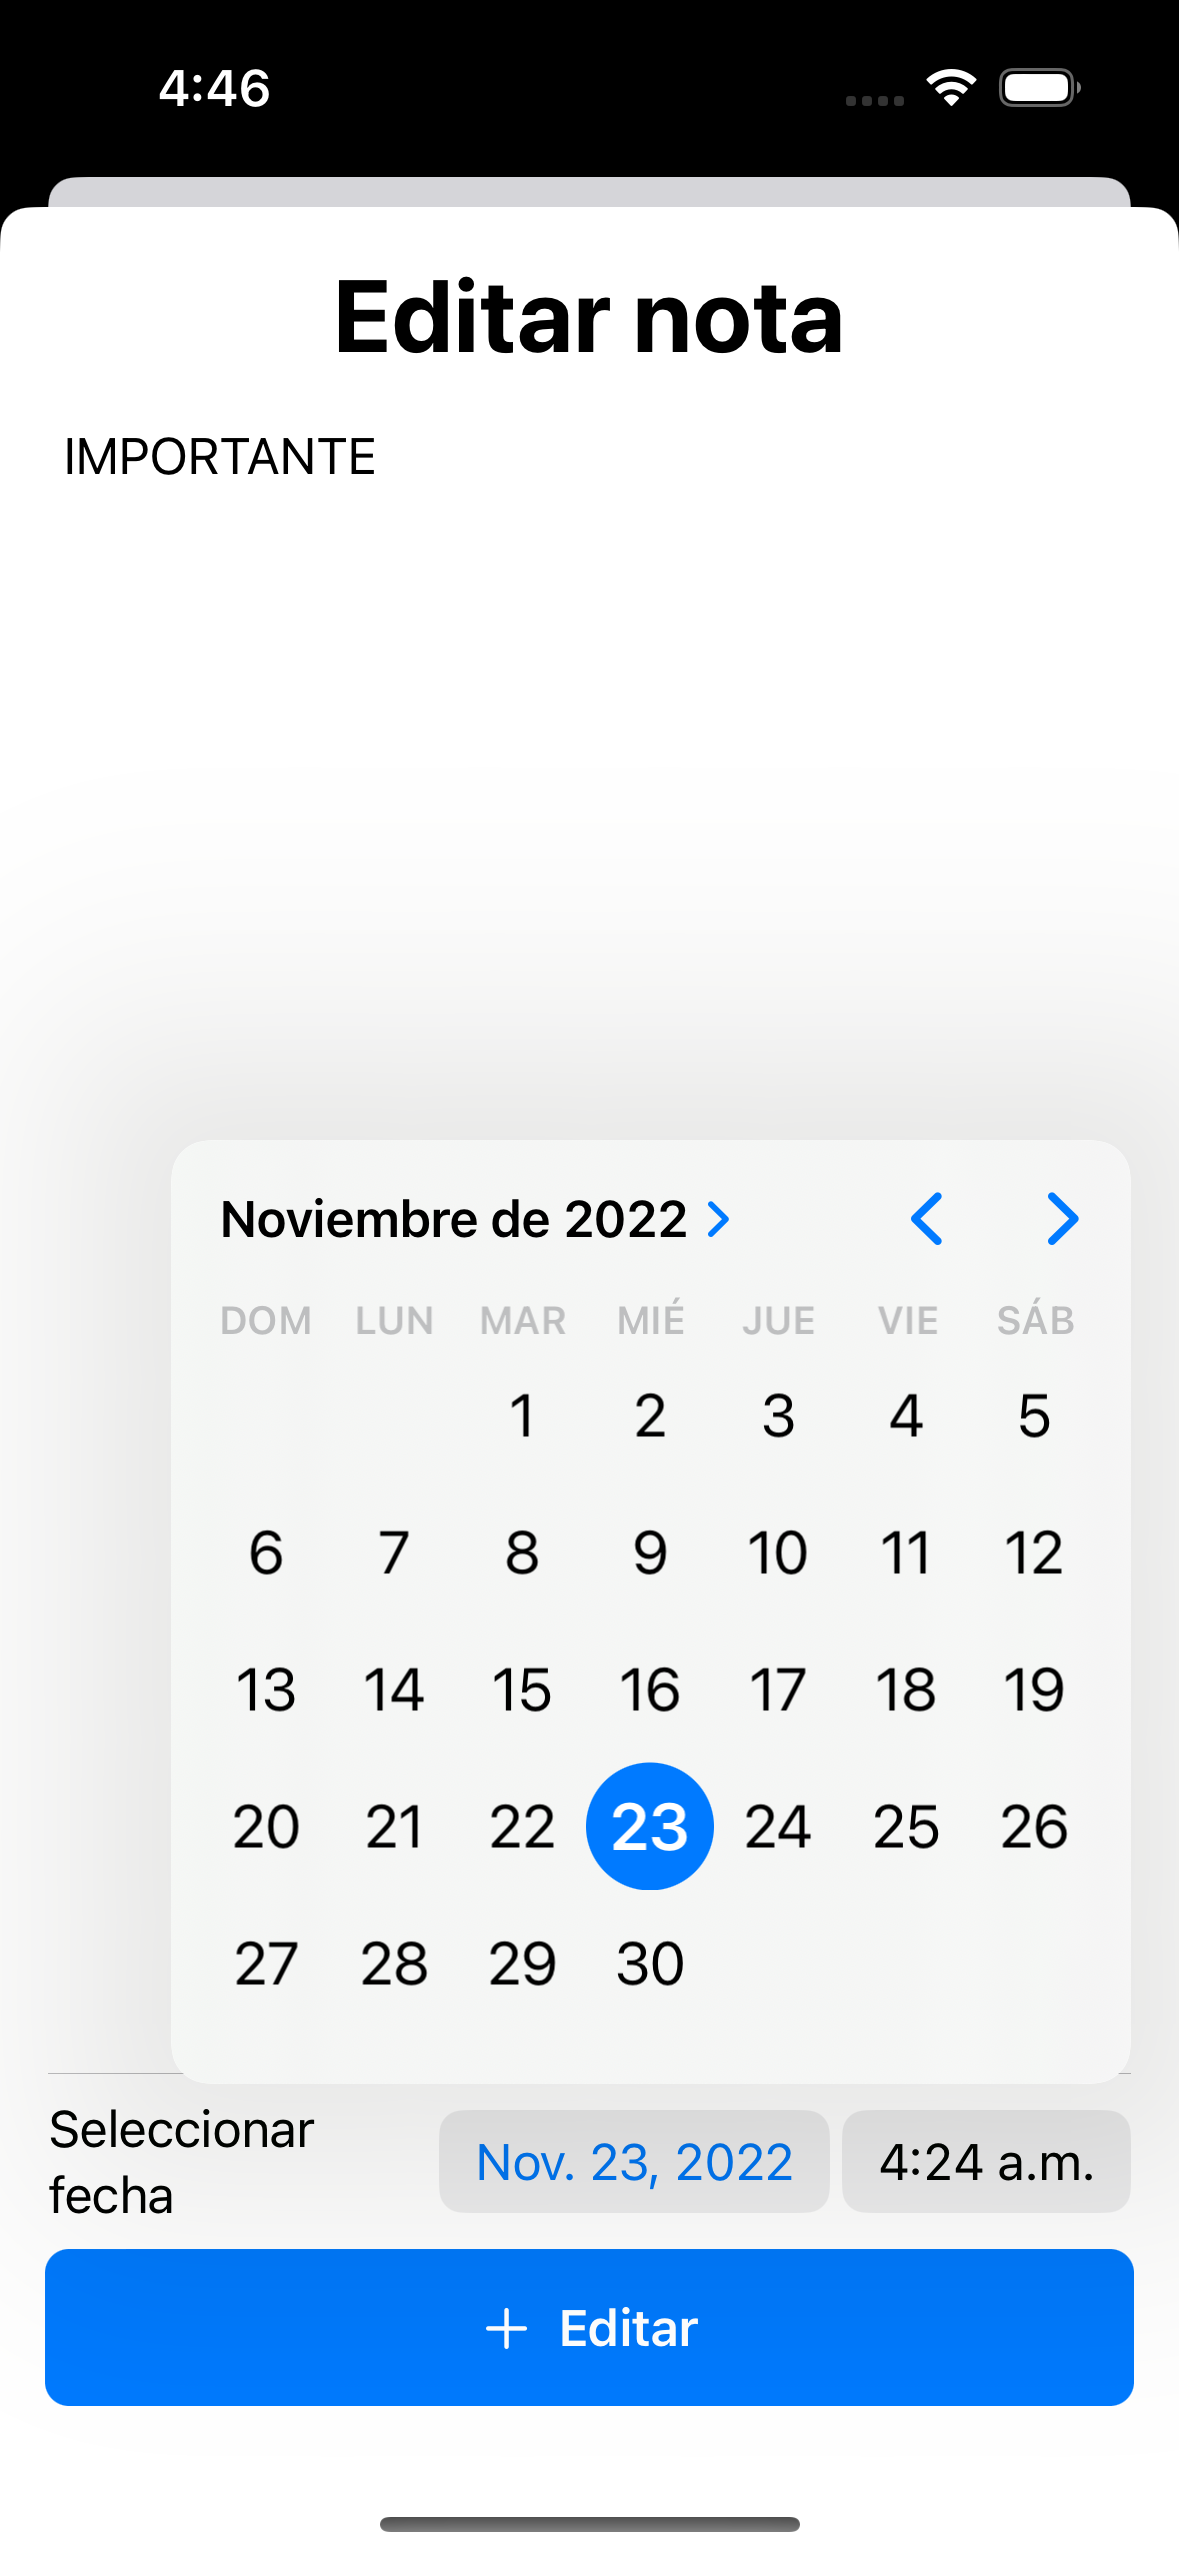 4:46
Editar nota
IMPORTANTE
Noviembre de 2022
DOM LUN MAR MIÉ JUE VIE SÁB
1 2 3 4 5
6 7 8 9 10 11 12
13 14 15 16 17 18 19
20 21 22 23 24 25 26
27 28 29 30
Seleccionar
fecha
Nov. 23, 2022 4:24 a.m.
Editar